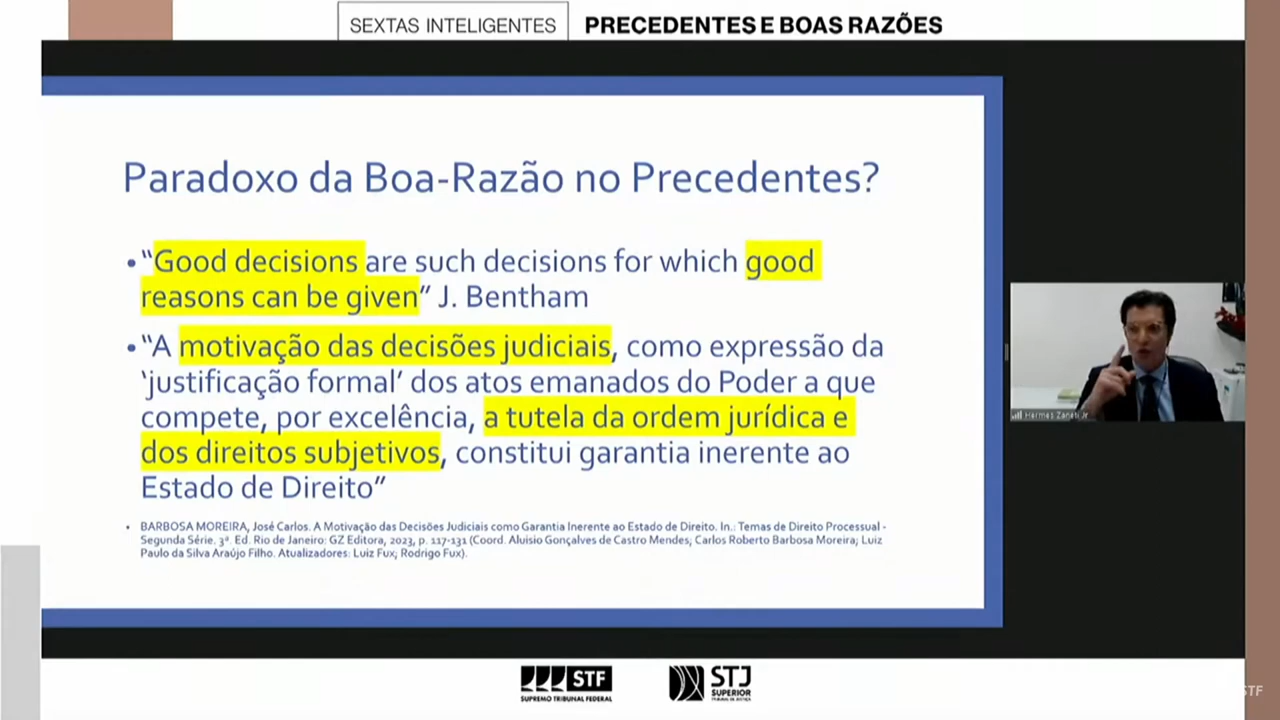 SEXTAS INTELIGENTES PRECEDENTES E BOAS RAZÕES
Paradoxo da Boa-Razão no Precedentes?
• “Good decisions are such decisions for which good
reasons can be given” J. Bentham
• “A motivação das decisões judiciais, como expressão da
‘justificação formal’ dos atos emanados do Poder a que
compete, por excelência, a tutela da ordem jurídica e
dos direitos subjetivos, constitui garantia inerente ao
Estado de Direito”
• BARBOSA MOREIRA, José Carlos. A Motivação das Decisões Judiciais como Garantia Inerente ao Estado de Direito. In.: Temas de Direito Processual -
Segunda Série. 3ª. Ed. Rio de Janeiro: GZ Editora, 2023, p. 117-131 (Coord. Aluisio Gonçalves de Castro Mendes; Carlos Roberto Barbosa Moreira; Luiz
Paulo da Silva Araújo Filho. Atualizadores: Luiz Fux; Rodrigo Fux).
Hermes Zaneti Jr
STF
SUPREMO TRIBUNAL FEDERAL
STJ
SUPERIOR
TRIBUNAL DE JUSTIÇA
STF